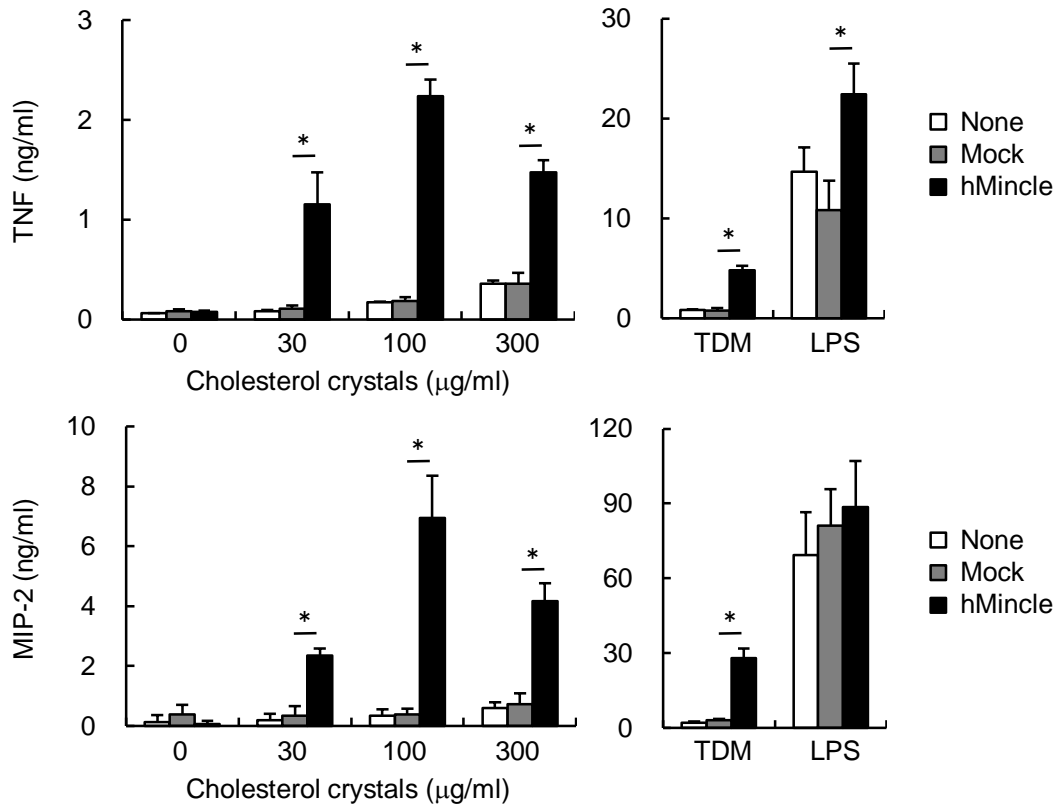 TNF (ng/ml)
3
2
1
0
*
*
*
0 30 100 300
Cholesterol crystals (μg/ml)
30
20
10
0
*
*
TDM LPS
None
Mock
hMincle
MIP-2 (ng/ml)
10
8
6
4
2
0
*
*
*
0 30 100 300
Cholesterol crystals (μg/ml)
120
90
60
30
0
*
TDM LPS
None
Mock
hMincle